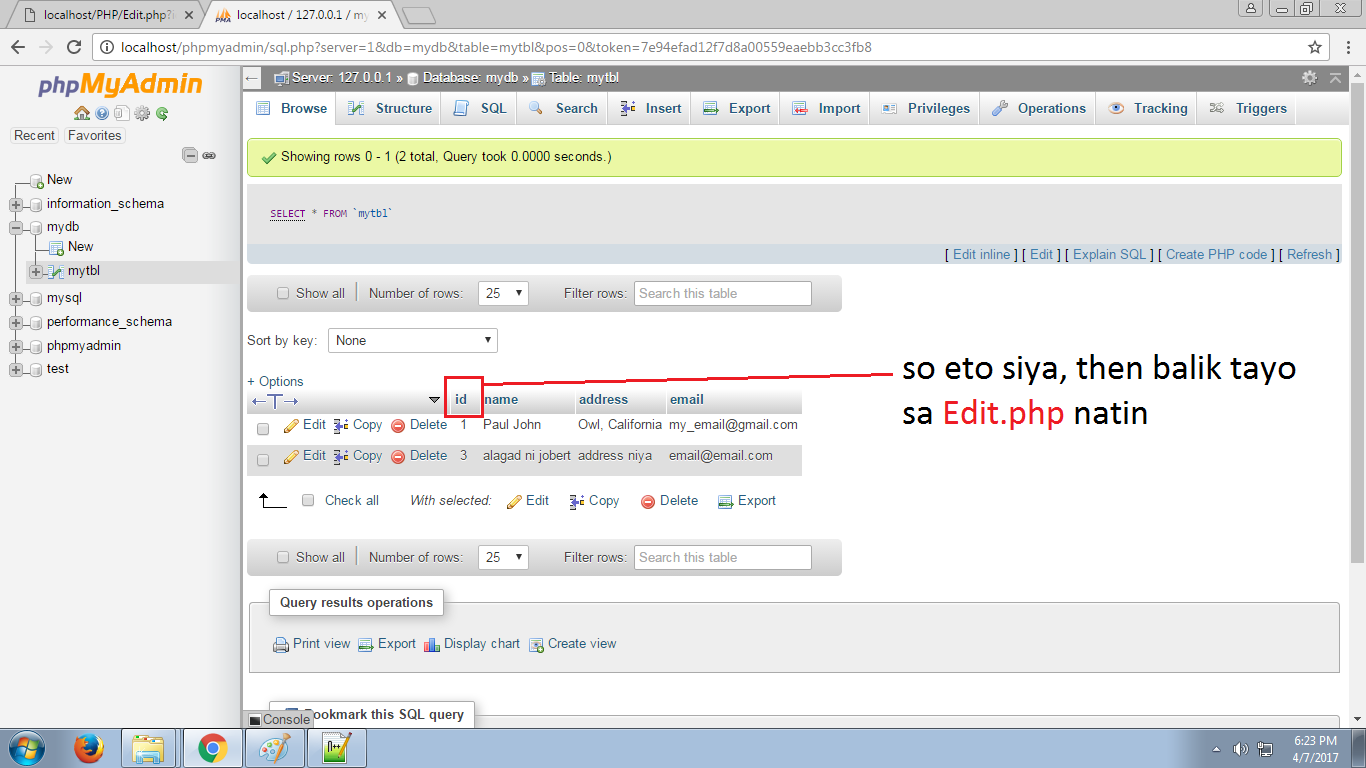 localhost/PHP/Edit.php?i
localhost / 127.0.0.1 / my
localhost/phpmyadmin/sql.php?server=1&db=mydb&table=mytbl&pos=0&token=7e94efad12f7d8a00559eaebb3cc3fb8
phpMyAdmin
Recent Favorites
New
information_schema
mydb
New
mytbl
mysql
performance_schema
phpmyadmin
test
Server: 127.0.0.1 » Database: mydb » Table: mytbl
Browse Structure SQL Search Insert Export Import Privileges Operations Tracking Triggers
Showing rows 0 - 1 (2 total, Query took 0.0000 seconds.)
SELECT * FROM `mytbl`
[ Edit inline ] [ Edit ] [ Explain SQL ] [ Create PHP code ] [ Refresh ]
Show all Number of rows: 25 Filter rows: Search this table
Sort by key: None
+ Options
id name address email
Edit Copy Delete 1 Paul John Owl, California my_email@gmail.com
Edit Copy Delete 3 alagad ni jobert address niya email@email.com
so eto siya, then balik tayo
sa Edit.php natin
Check all With selected: Edit Copy Delete Export
Show all Number of rows: 25 Filter rows: Search this table
Query results operations
Print view Export Display chart Create view
Bookmark this SQL query
Console
6:23 PM
4/7/2017